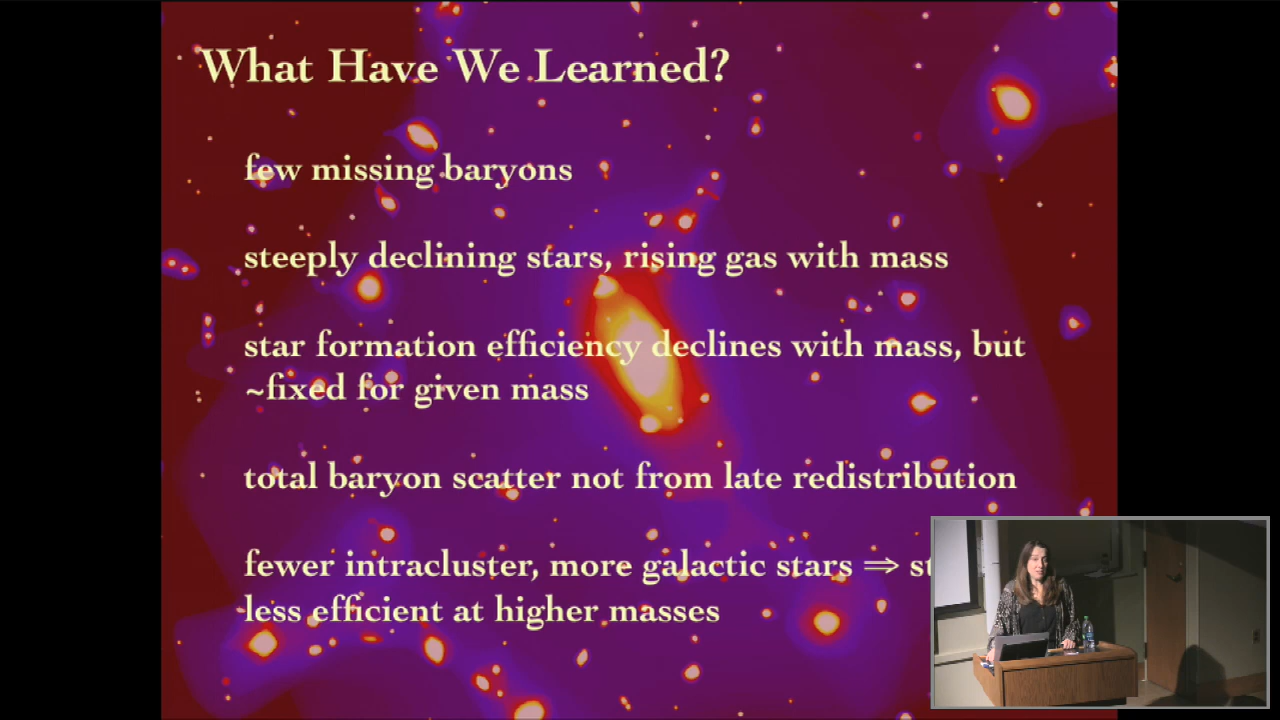 What Have We Learned?
few missing baryons
steeply declining stars, rising gas with mass
star formation efficiency declines with mass, but
~fixed for given mass
total baryon scatter not from late redistribution
fewer intracluster, more galactic stars ⇒
less efficient at higher masses